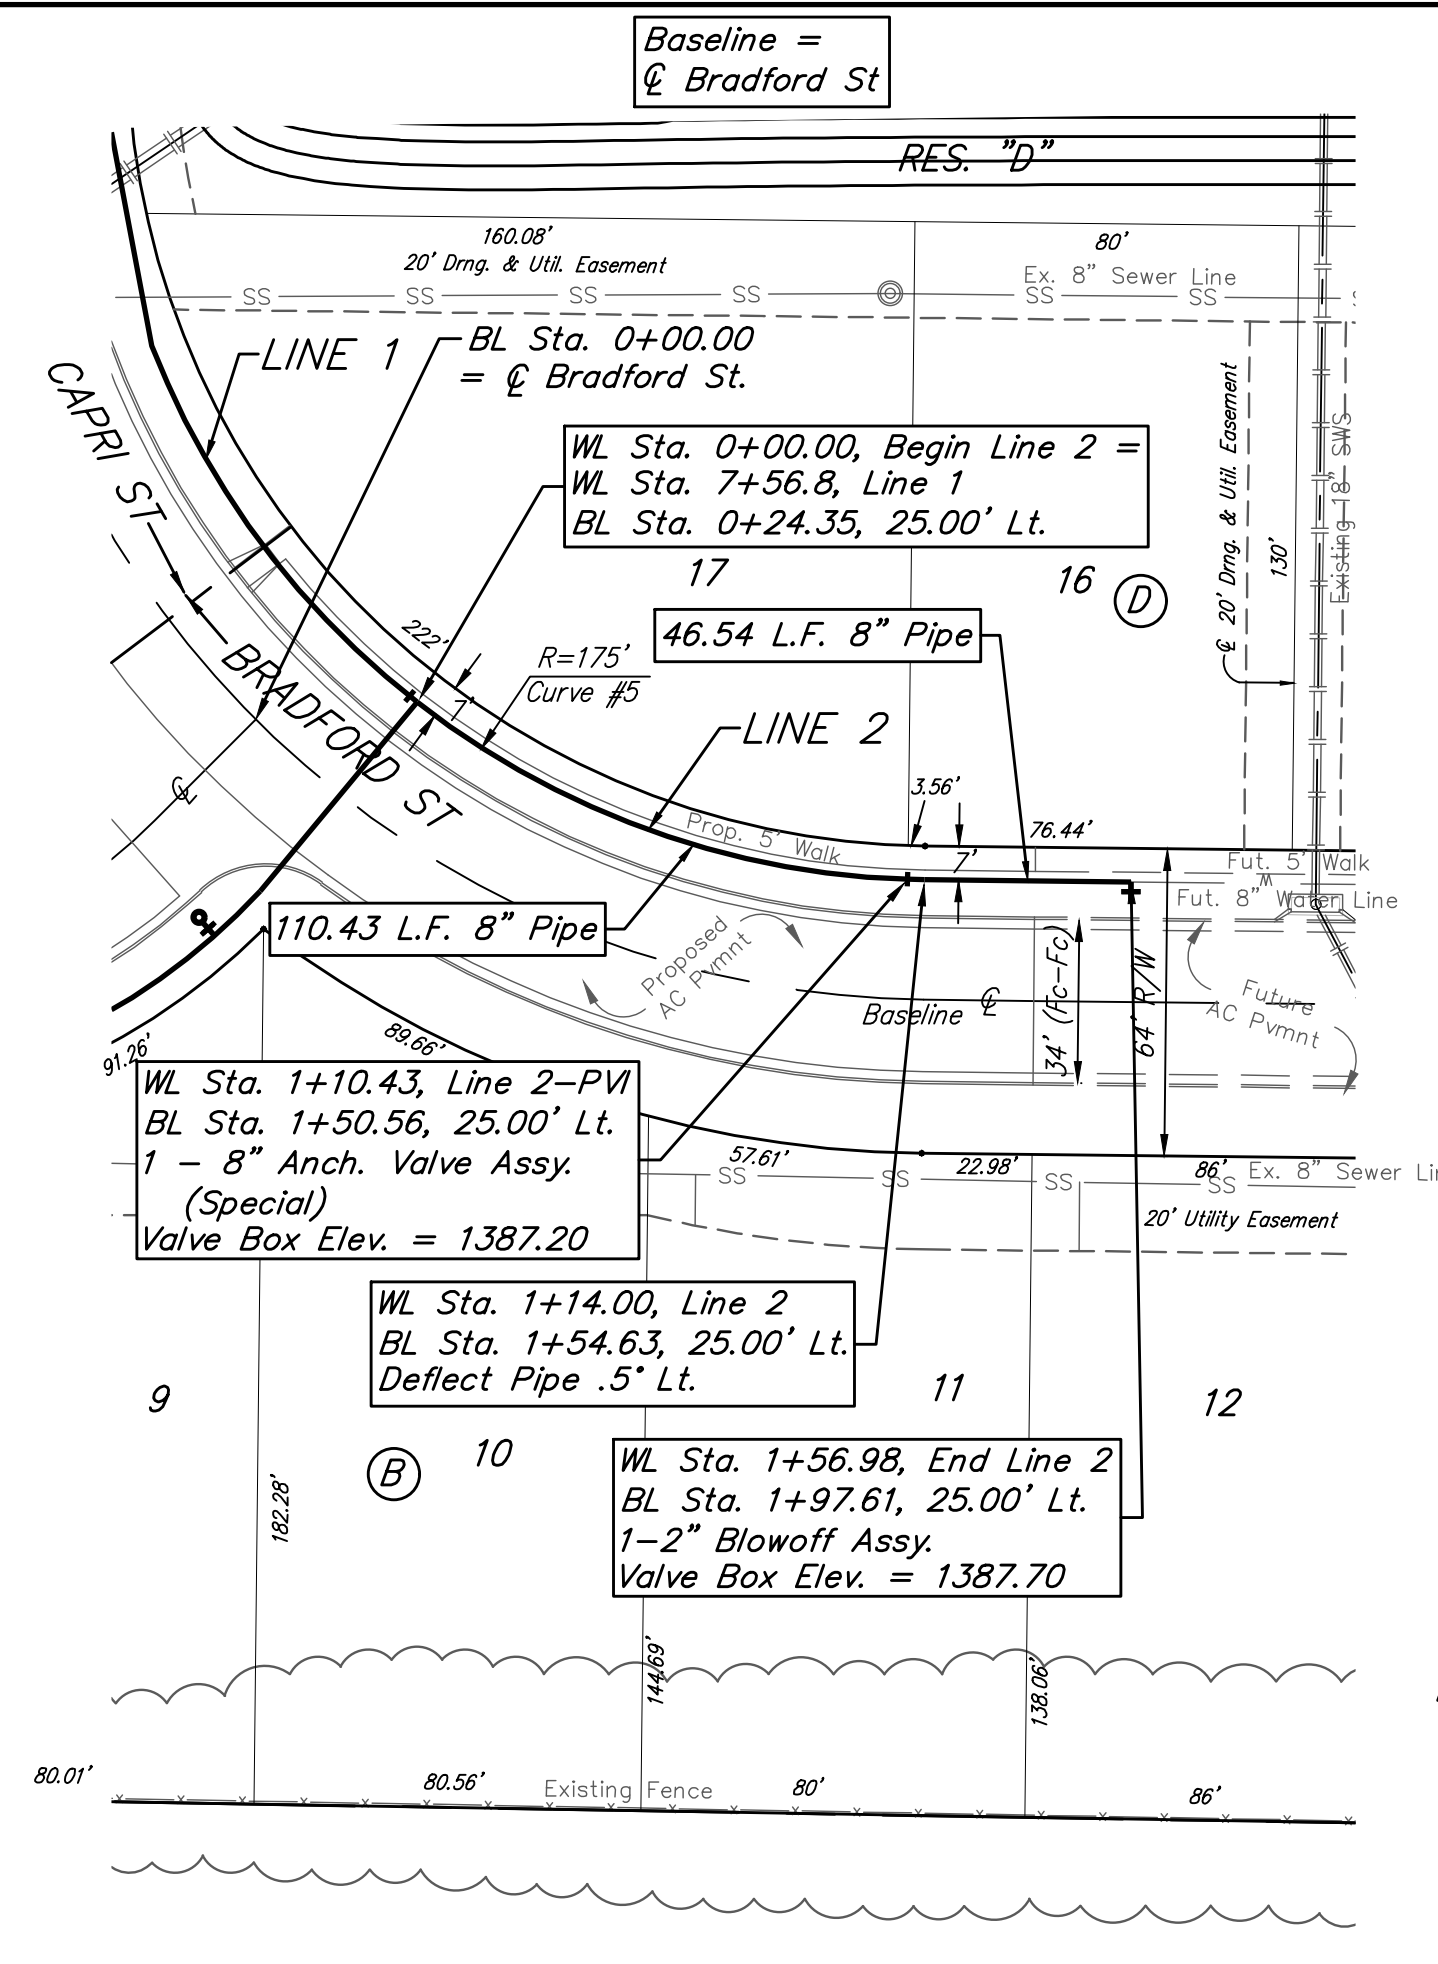 Baseline =
℄ Bradford St
RES. "D"
160.08'
20' Drng. & Util. Easement
80'
Ex. 8" Sewer Line
SS SS SS SS SS SS
BL Sta. 0+00.00
= ℄ Bradford St.
LINE 1
CAPRI ST
WL Sta. 0+00.00, Begin Line 2 =
WL Sta. 7+56.8, Line 1
BL Sta. 0+24.35, 25.00' Lt.
℄ 20' Drng. & Util. Easement
130'
Existing 18" SWS
17
16
D
46.54 L.F. 8" Pipe
222'
R=175'
Curve #5
7'
BRADFORD ST
LINE 2
℄
3.56'
76.44'
Prop. 5' Walk
7'
Fut. 5' Walk
W
Fut. 8" Water Line
110.43 L.F. 8" Pipe
Proposed
AC Pvmnt
Baseline ℄
34' (Fc-Fc)
64' R/W
Future
AC Pvmnt
91.26'
89.66'
WL Sta. 1+10.43, Line 2-PVI
BL Sta. 1+50.56, 25.00' Lt.
1 - 8" Anch. Valve Assy.
(Special)
Valve Box Elev. = 1387.20
57.61'
22.98'
86'
SS SS SS SS
Ex. 8" Sewer Li
20' Utility Easement
WL Sta. 1+14.00, Line 2
BL Sta. 1+54.63, 25.00' Lt.
Deflect Pipe .5° Lt.
9
10
B
11
12
WL Sta. 1+56.98, End Line 2
BL Sta. 1+97.61, 25.00' Lt.
1-2" Blowoff Assy.
Valve Box Elev. = 1387.70
182.28'
144.69'
138.06'
80.01'
80.56'
Existing Fence
80'
86'